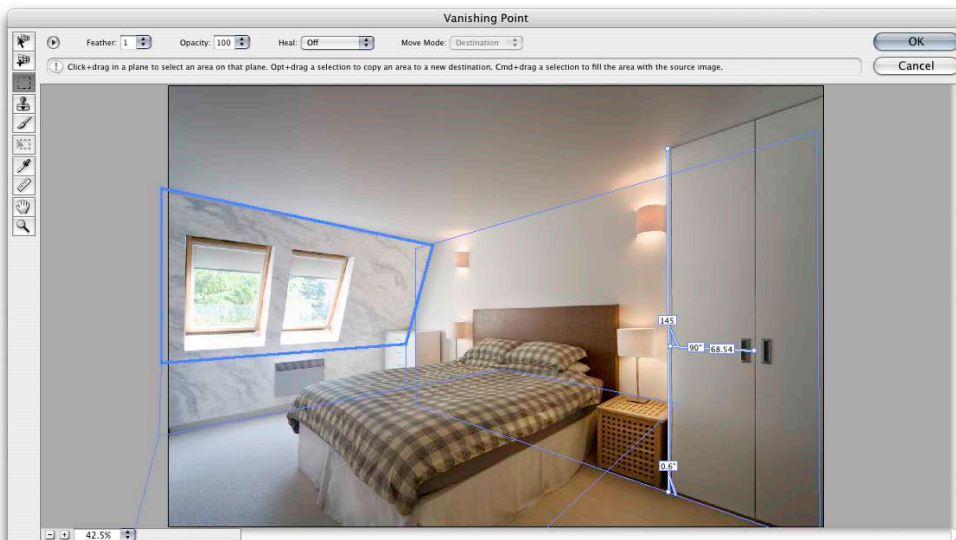 Vanishing Point
Feather: 1 Opacity: 100 Heal: Off Move Mode: Destination OK
Click+drag in a plane to select an area on that plane. Opt+drag a selection to copy an area to a new destination. Cmd+drag a selection to fill the area with the source image. Cancel
145
90° 68.54
0.6°
42.5%